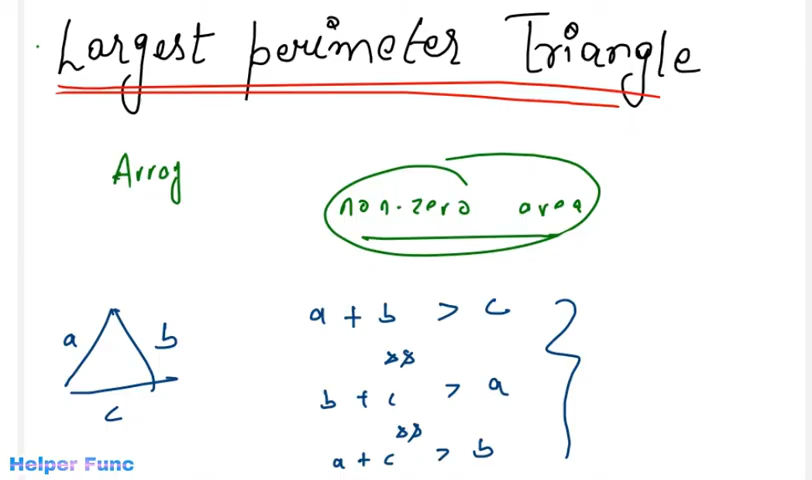 Largest perimeter Triangle
Array
non-zero area
a b
c
a + b > c
&&
b + c > a
&&
a + c > b
Helper Func